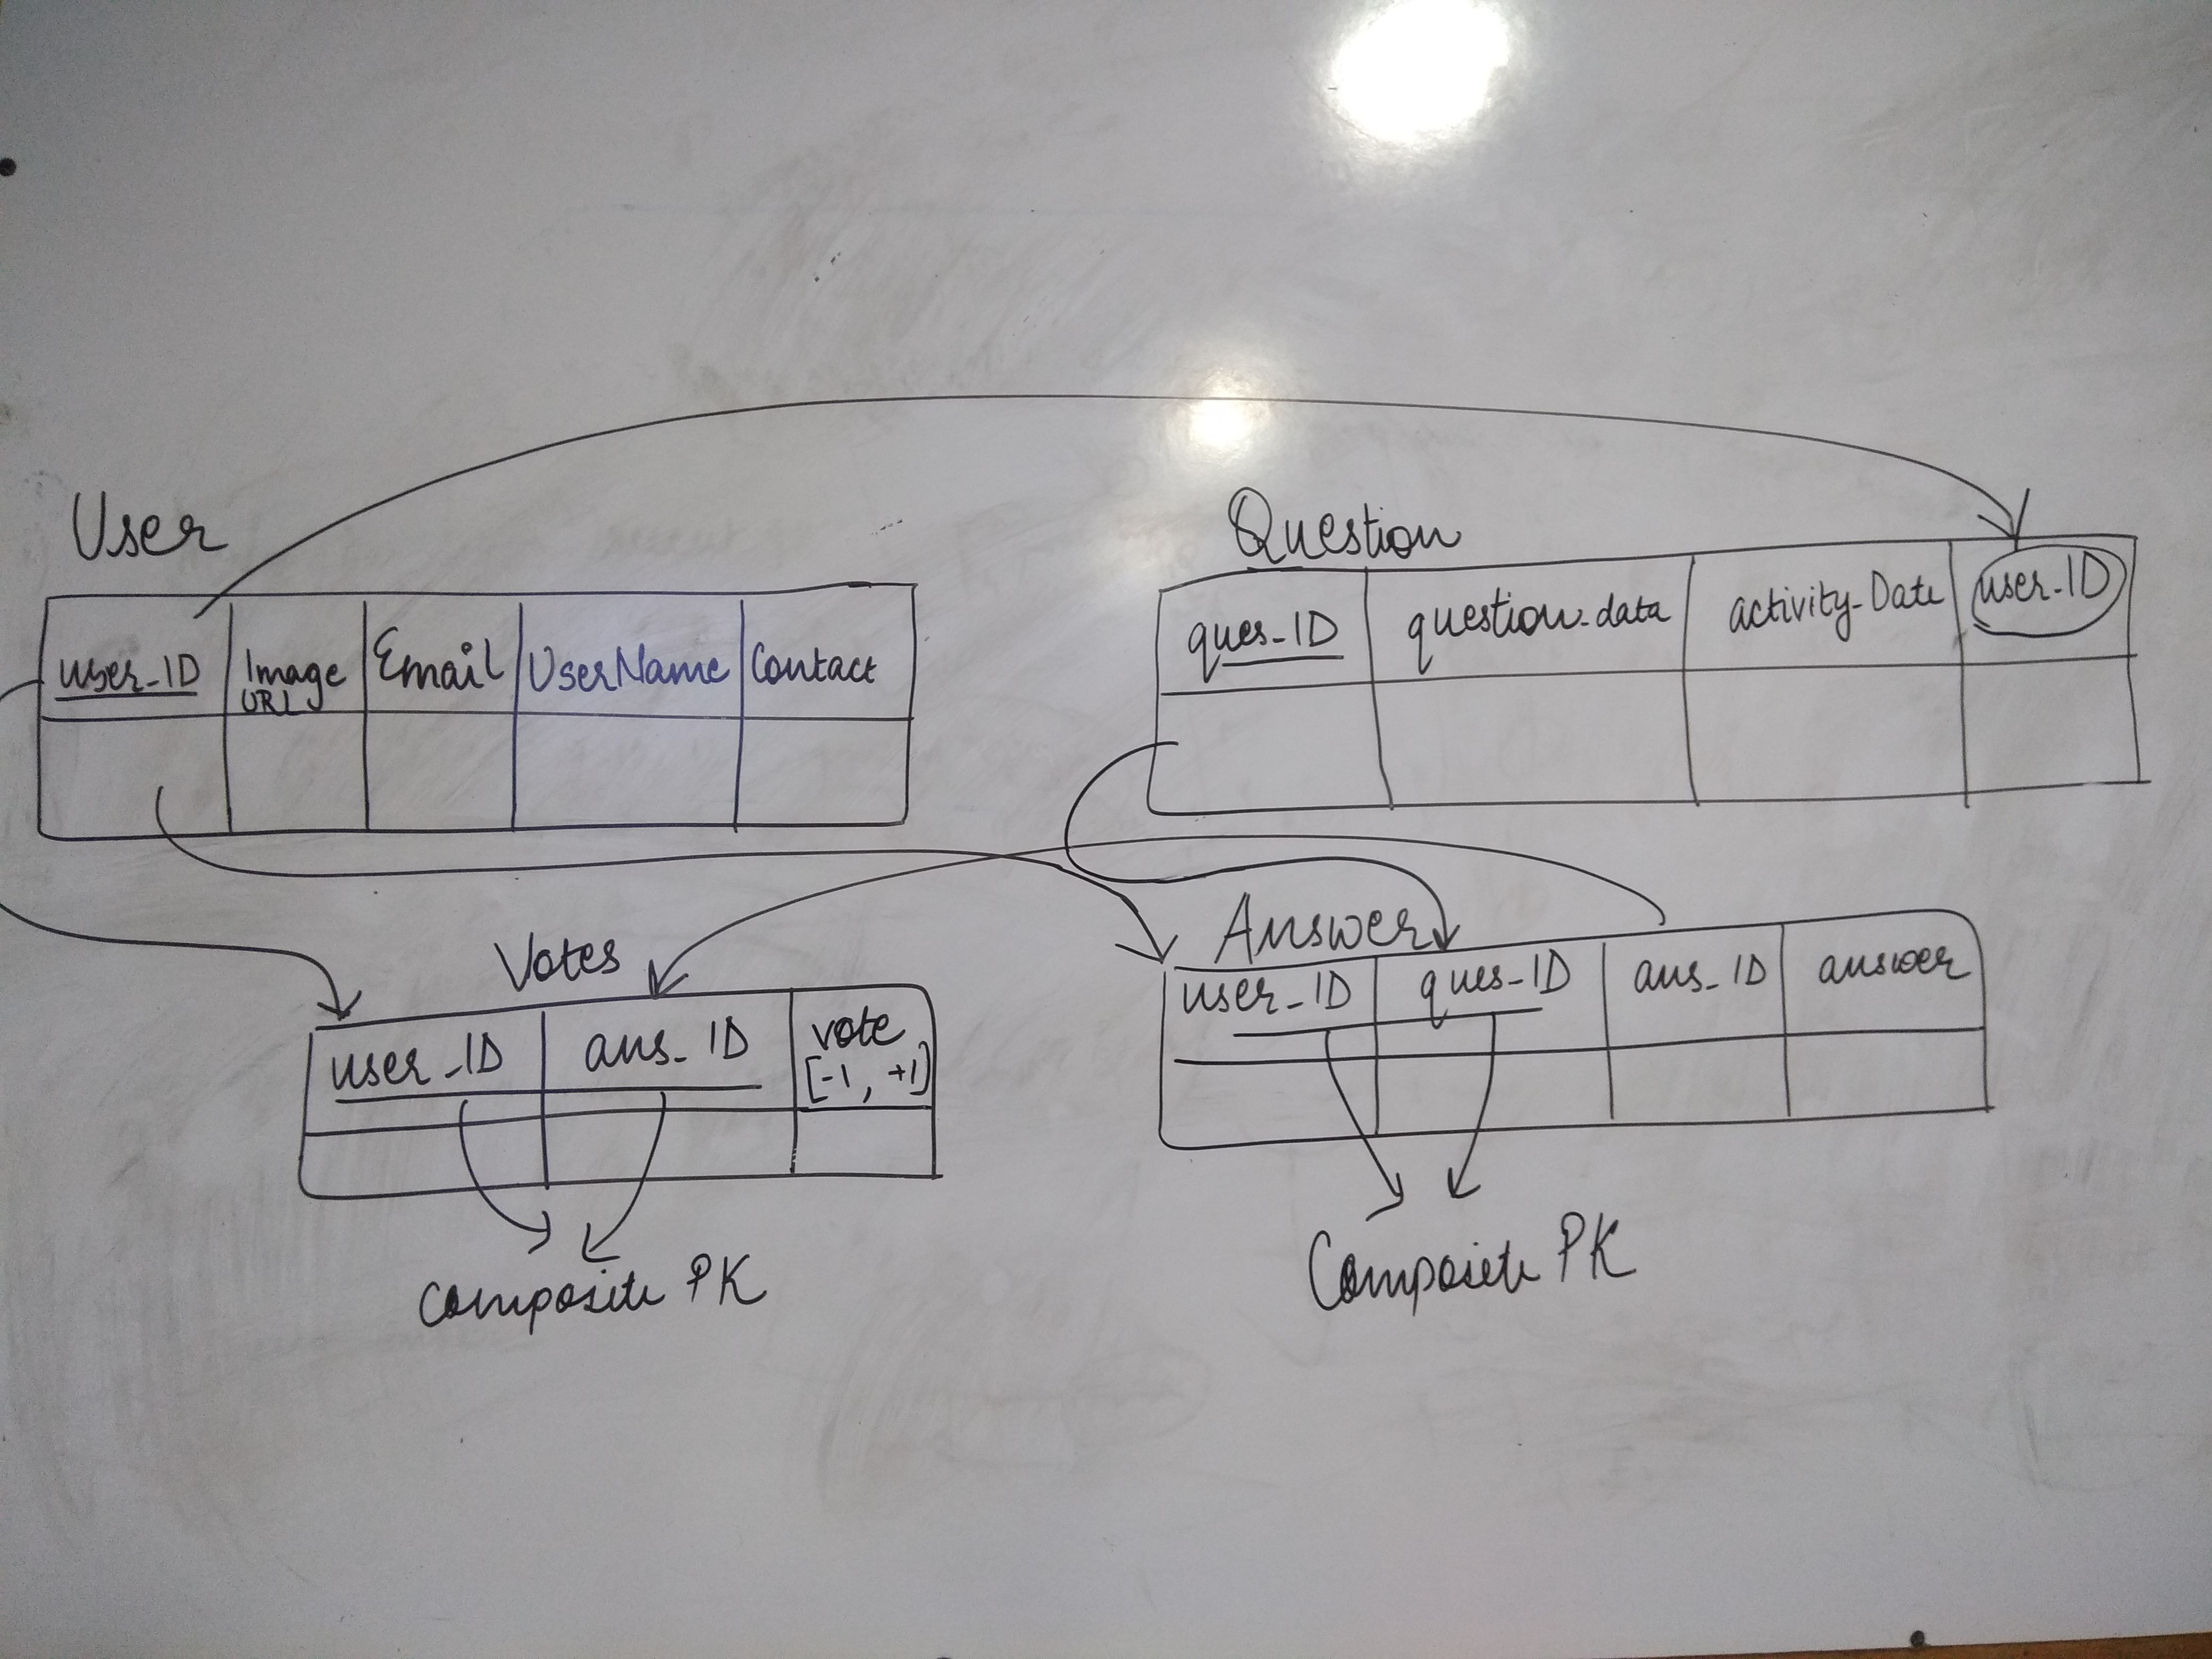 User
user_ID
Image
URL
Email
UserName
Contact
Question
ques_ID
question_data
activity_Date
user_ID
Votes
user_ID
ans_ID
vote
[-1, +1]
composite PK
Answer
user_ID
ques_ID
ans_ID
answer
Composite PK